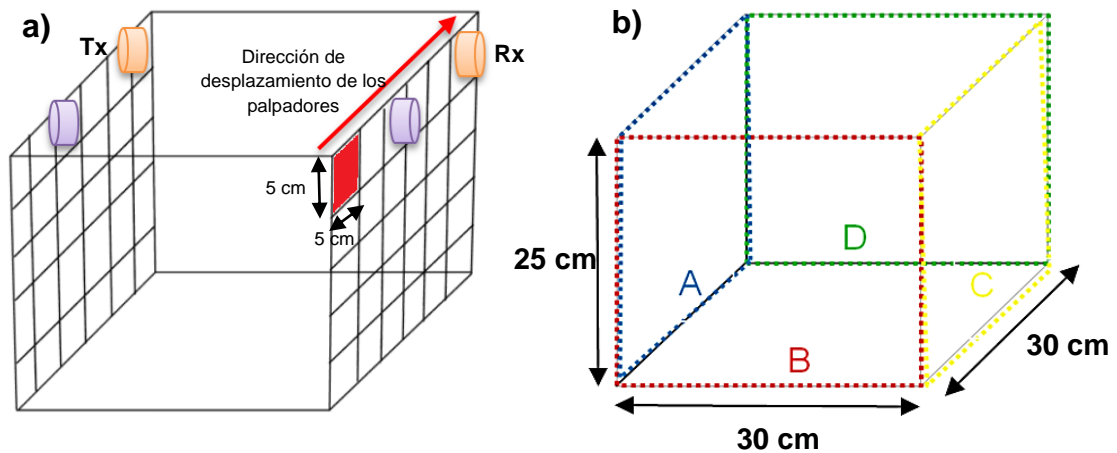 a)
Tx
Rx
Dirección de
desplazamiento de los
palpadores
5 cm
5 cm
b)
25 cm
A
B
C
D
30 cm
30 cm